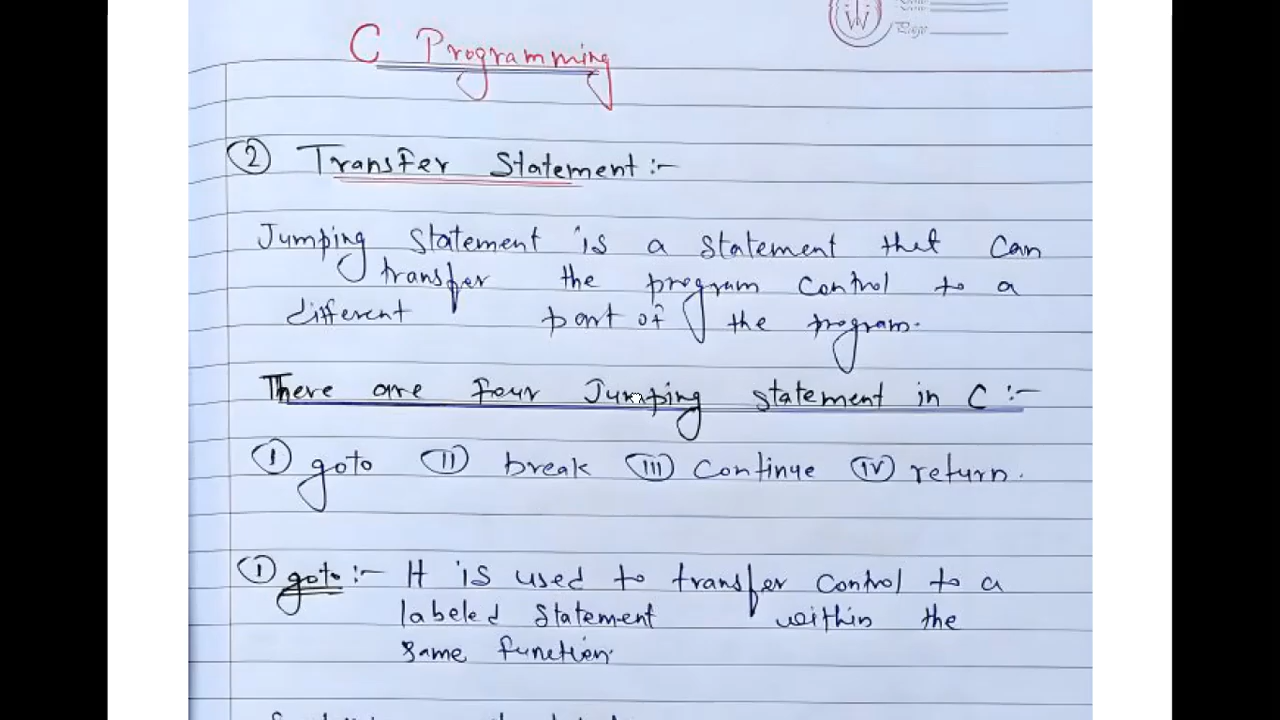 C Programming
② Transfer Statement :-
Jumping statement is a statement that can
transfer the program control to a
different part of the program.
There are four Jumping statement in C :-
Ⓘ goto Ⓘⓘ break Ⓘⓘⓘ Continue ⒾⓋ return.
① goto :- It is used to transfer control to a
labeled statement within the
same function.